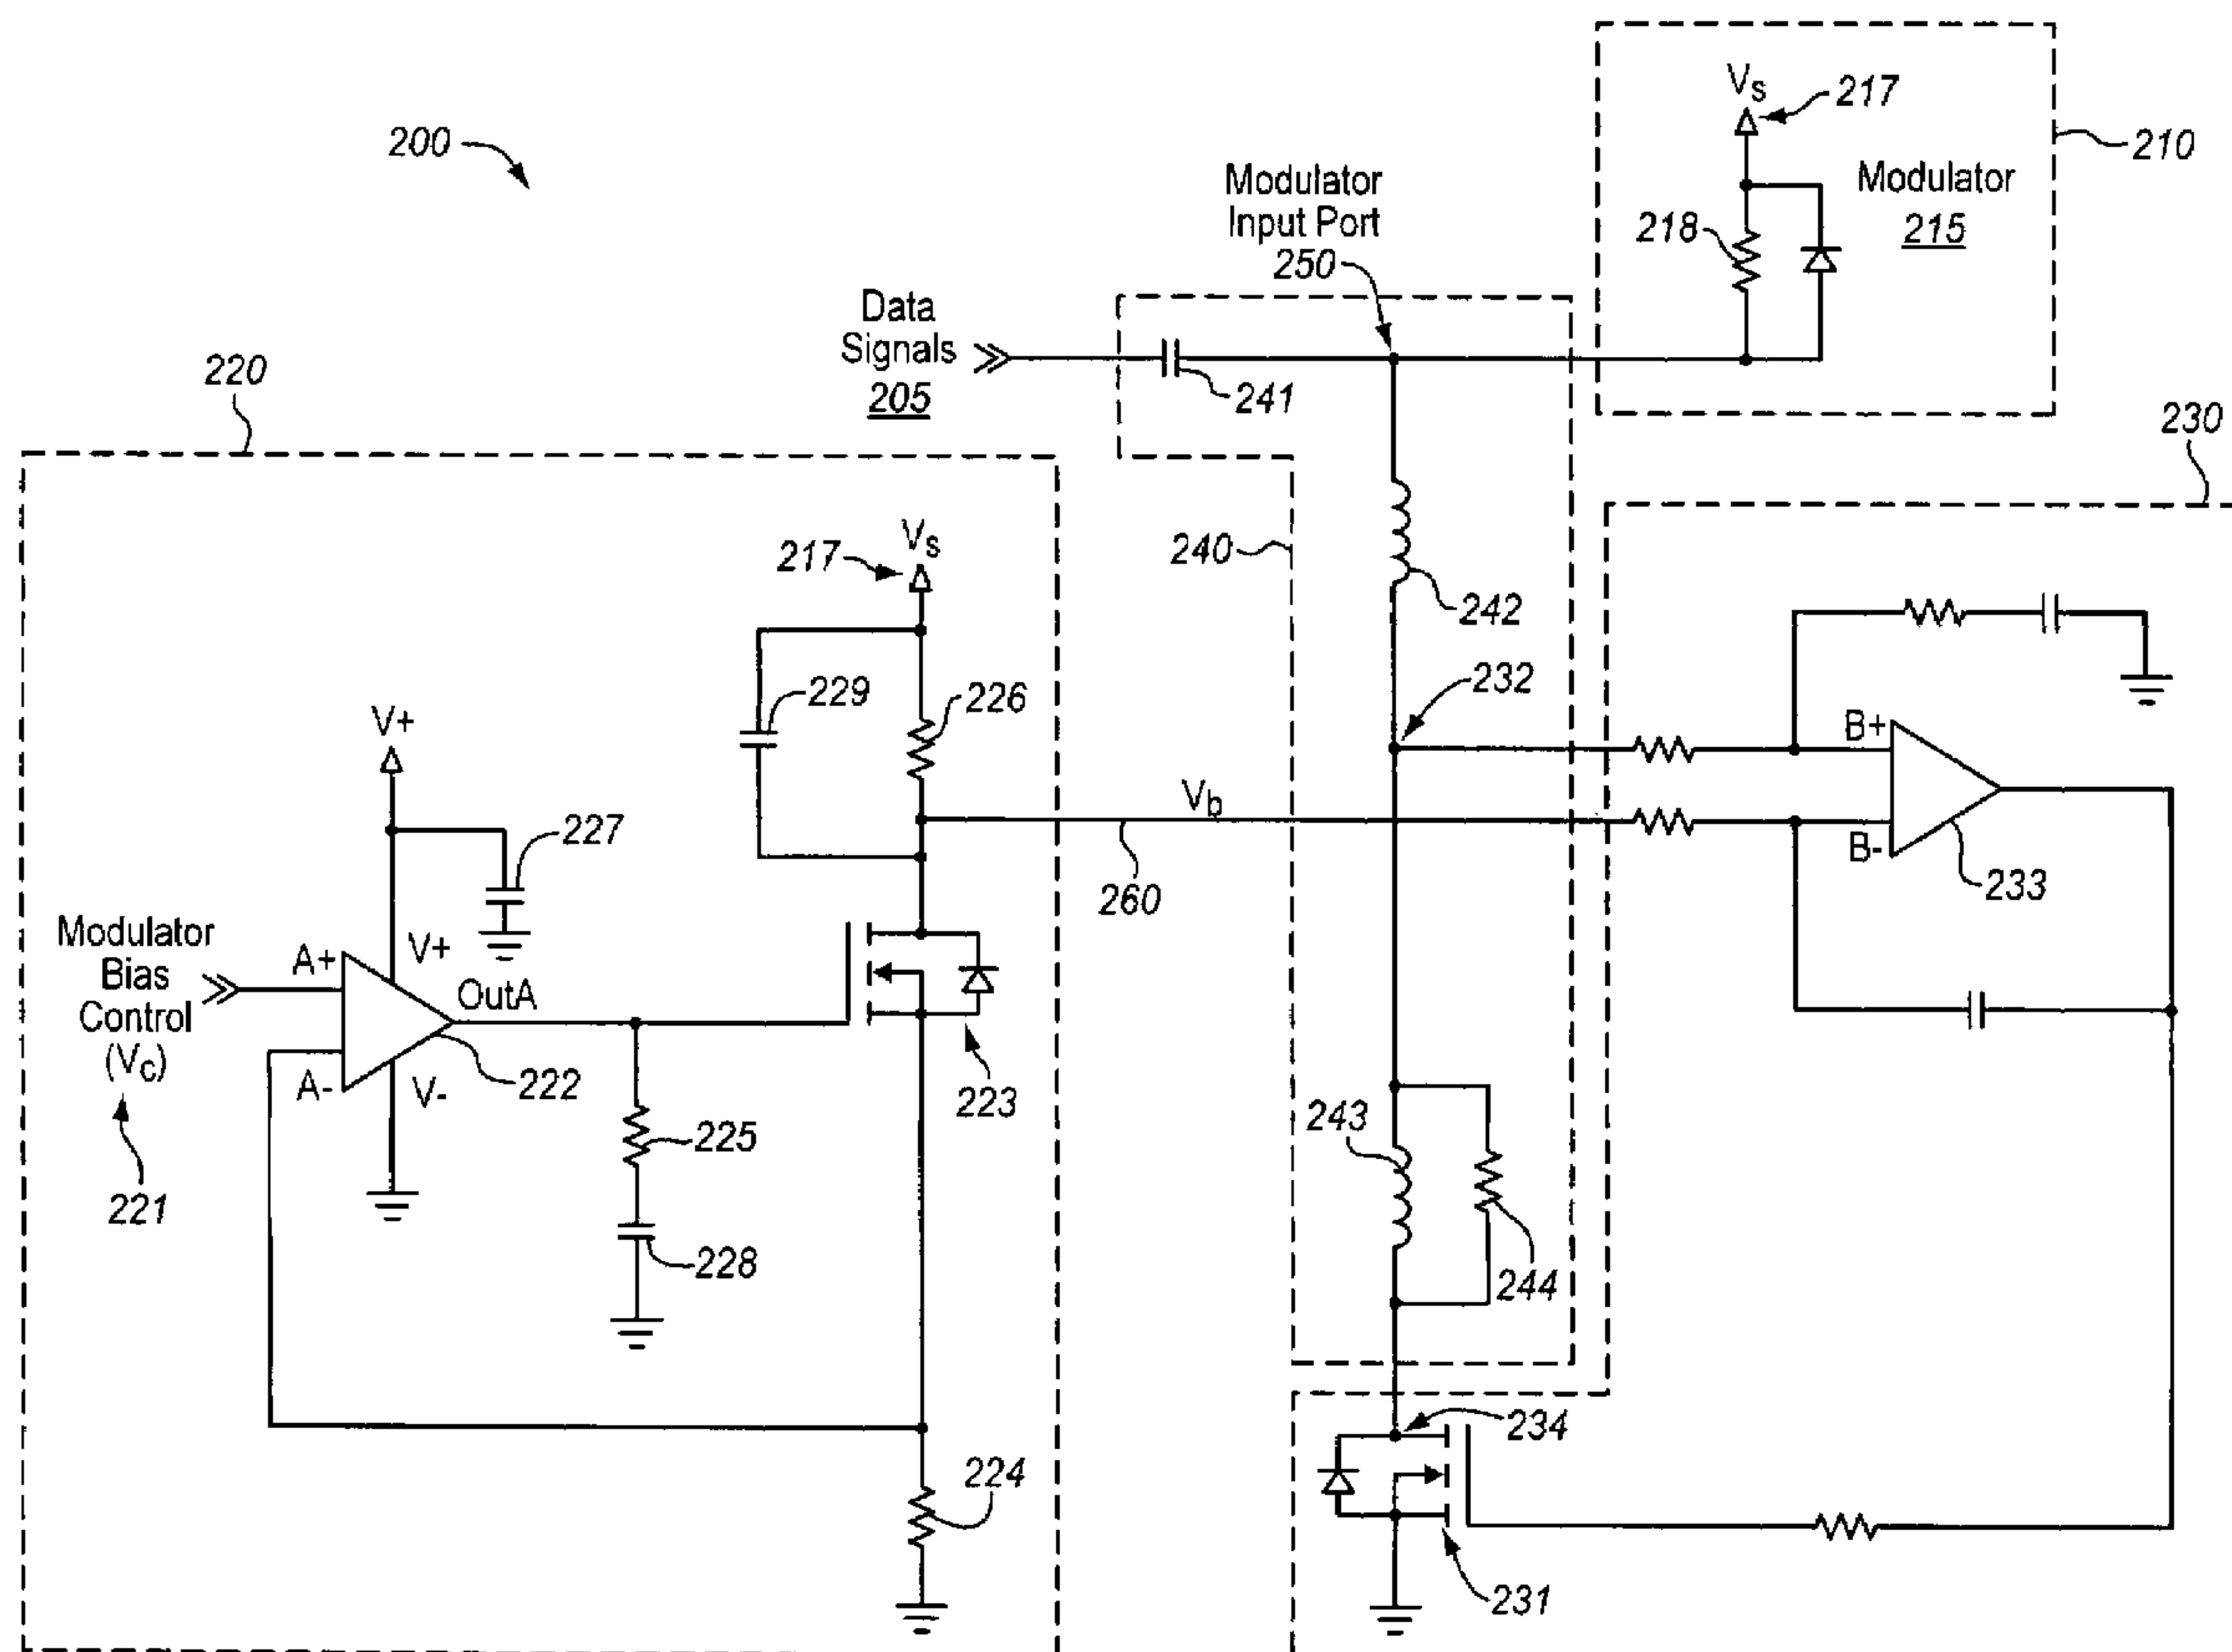 200
Vs
217
210
Modulator
215
218
Modulator
Input Port
250
Data
Signals
205
241
220
230
217
Vs
240
242
229
226
232
V+
B+
Vb
227
B-
233
260
Modulator
Bias
Control
(Vc)
A+
V+
OutA
A-
V-
222
223
221
225
243
228
244
234
224
231